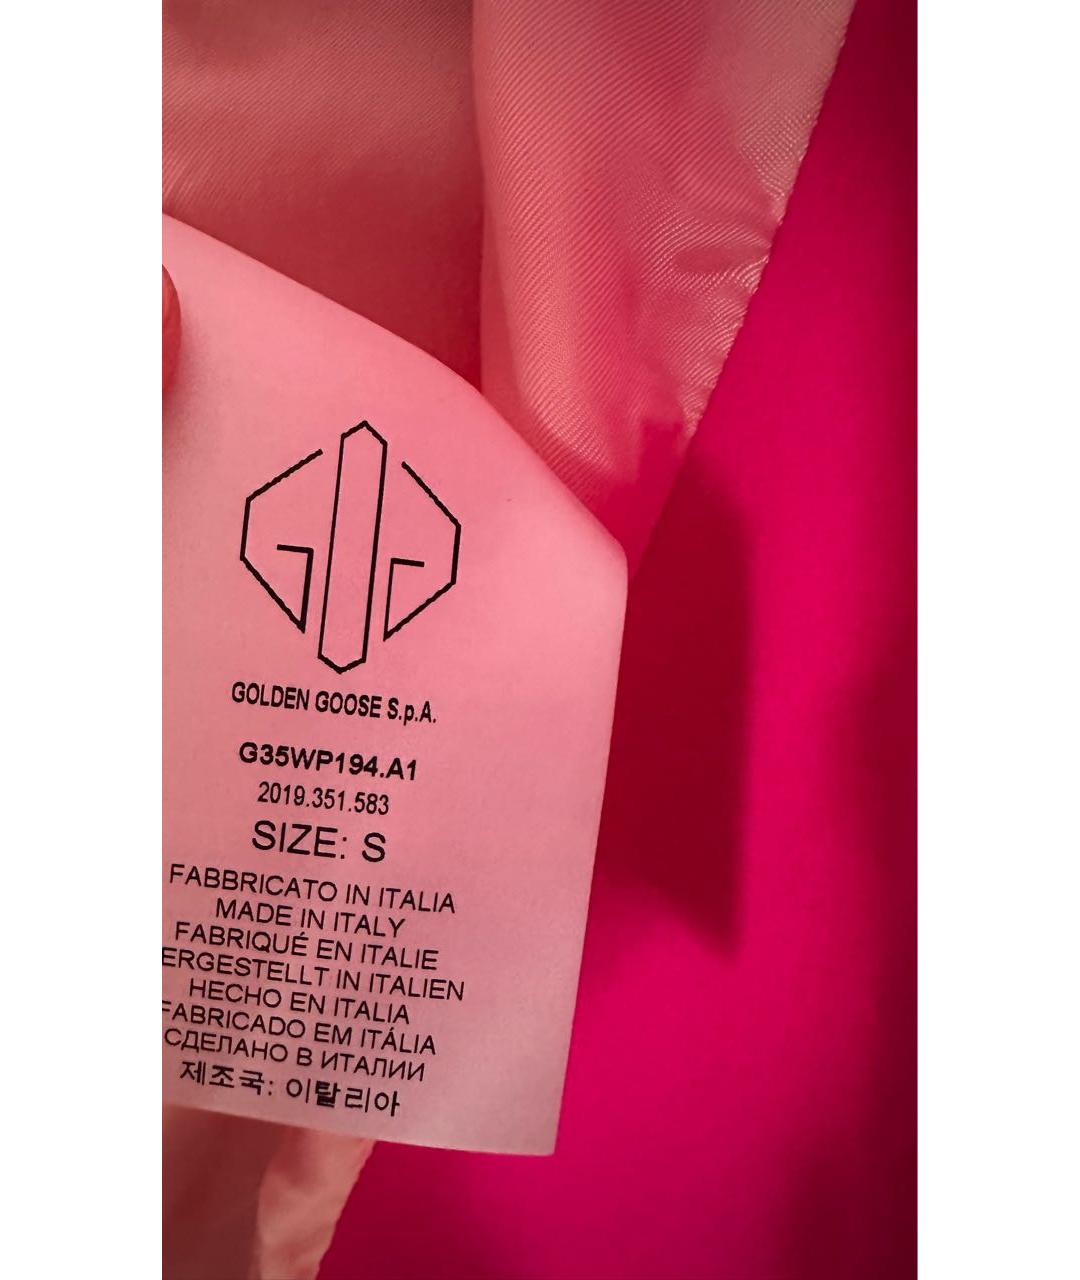 GOLDEN GOOSE S.p.A.
G35WP194.A1
2019.351.583
SIZE: S
FABBRICATO IN ITALIA
MADE IN ITALY
FABRIQUÉ EN ITALIE
ERGESTELLT IN ITALIEN
HECHO EN ITALIA
FABRICADO EM ITÁLIA
СДЕЛАНО В ИТАЛИИ
제조국: 이탈리아